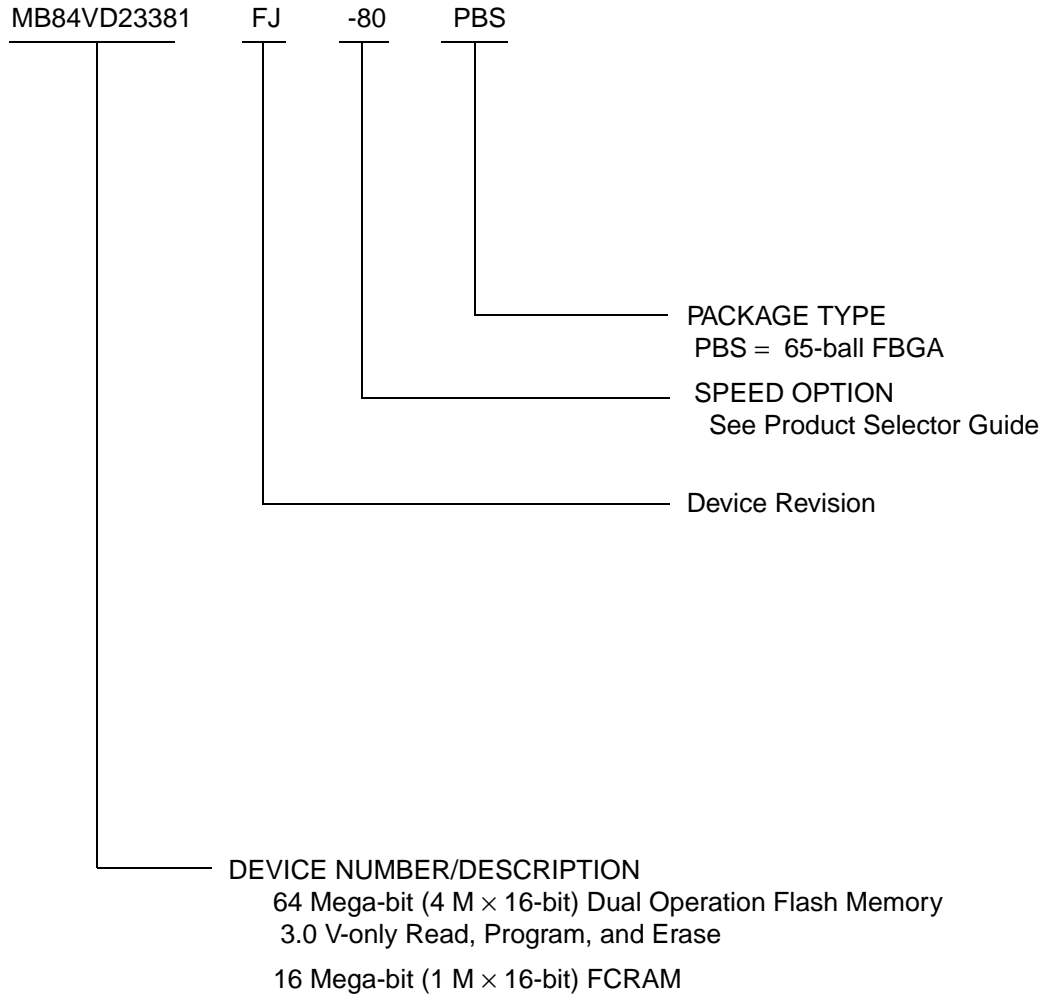 MB84VD23381 FJ -80 PBS
PACKAGE TYPE
PBS = 65-ball FBGA
SPEED OPTION
See Product Selector Guide
Device Revision
DEVICE NUMBER/DESCRIPTION
64 Mega-bit (4 M × 16-bit) Dual Operation Flash Memory
3.0 V-only Read, Program, and Erase
16 Mega-bit (1 M × 16-bit) FCRAM